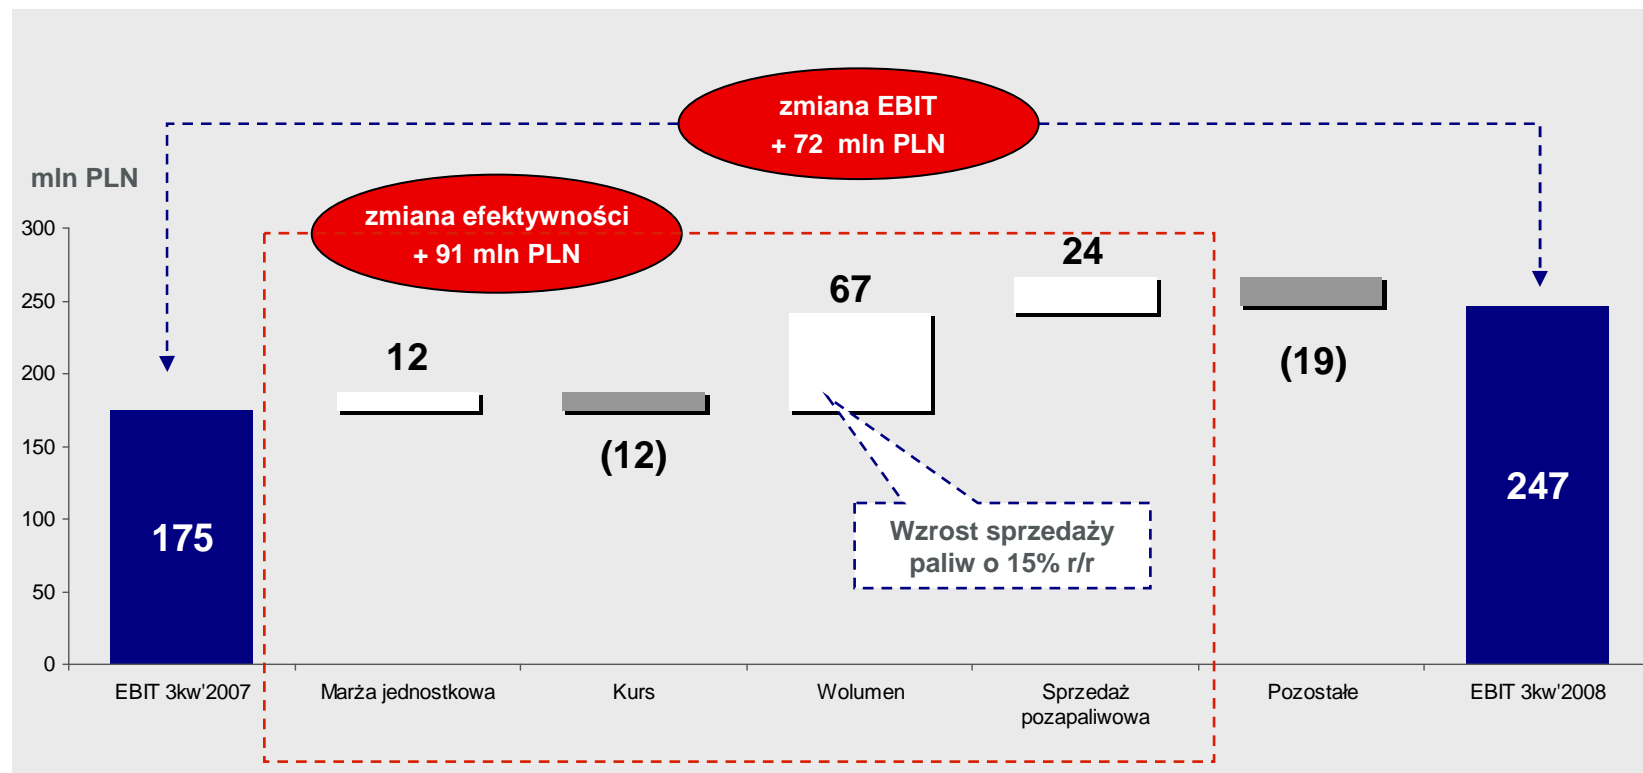 zmiana EBIT
+ 72 mln PLN
mln PLN
zmiana efektywności
+ 91 mln PLN
300
250
200
150
100
50
0
175
12
(12)
67
24
(19)
247
Wzrost sprzedaży
paliw o 15% r/r
EBIT 3kw'2007
Marża jednostkowa
Kurs
Wolumen
Sprzedaż
pozapaliwowa
Pozostałe
EBIT 3kw'2008